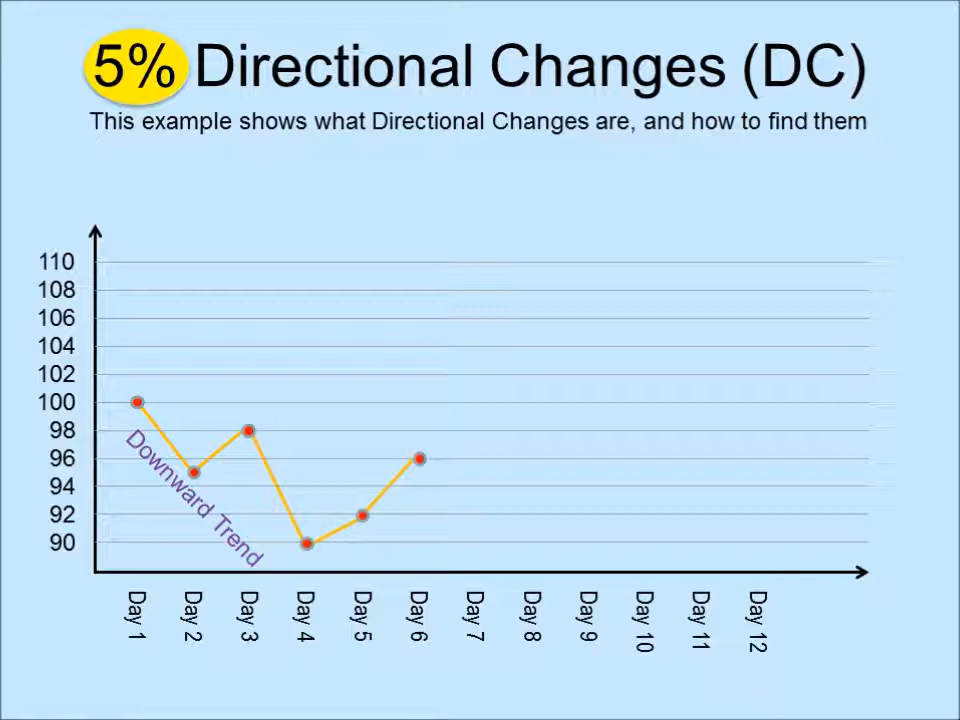 5% Directional Changes (DC)
This example shows what Directional Changes are, and how to find them
110
108
106
104
102
100
98
96
94
92
90
Downward Trend
Day 1
Day 2
Day 3
Day 4
Day 5
Day 6
Day 7
Day 8
Day 9
Day 10
Day 11
Day 12